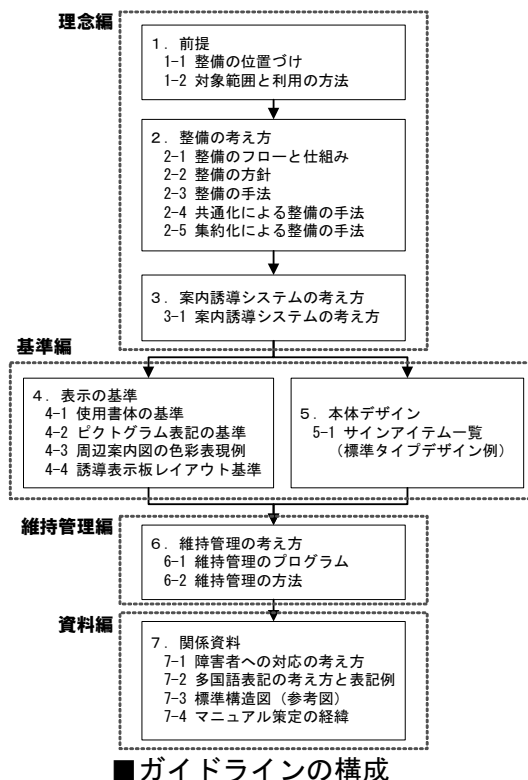 理念編
1．前提
1-1 整備の位置づけ
1-2 対象範囲と利用の方法
2．整備の考え方
2-1 整備のフローと仕組み
2-2 整備の方針
2-3 整備の手法
2-4 共通化による整備の手法
2-5 集約化による整備の手法
3．案内誘導システムの考え方
3-1 案内誘導システムの考え方
基準編
4．表示の基準
4-1 使用書体の基準
4-2 ピクトグラム表記の基準
4-3 周辺案内図の色彩表現例
4-4 誘導表示板レイアウト基準
5．本体デザイン
5-1 サインアイテム一覧
（標準タイプデザイン例）
維持管理編
6．維持管理の考え方
6-1 維持管理のプログラム
6-2 維持管理の方法
資料編
7．関係資料
7-1 障害者への対応の考え方
7-2 多国語表記の考え方と表記例
7-3 標準構造図（参考図）
7-4 マニュアル策定の経緯
■ガイドラインの構成